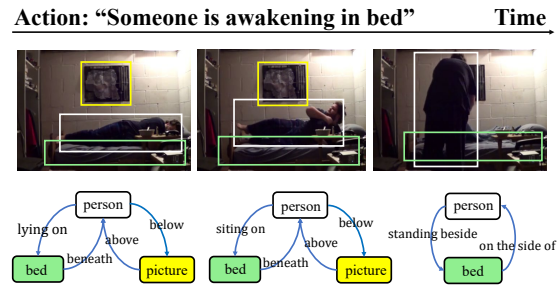 Action: “Someone is awakening in bed” Time
person person person
lying on below siting on below standing beside
above above on the side of
bed beneath picture bed beneath picture bed